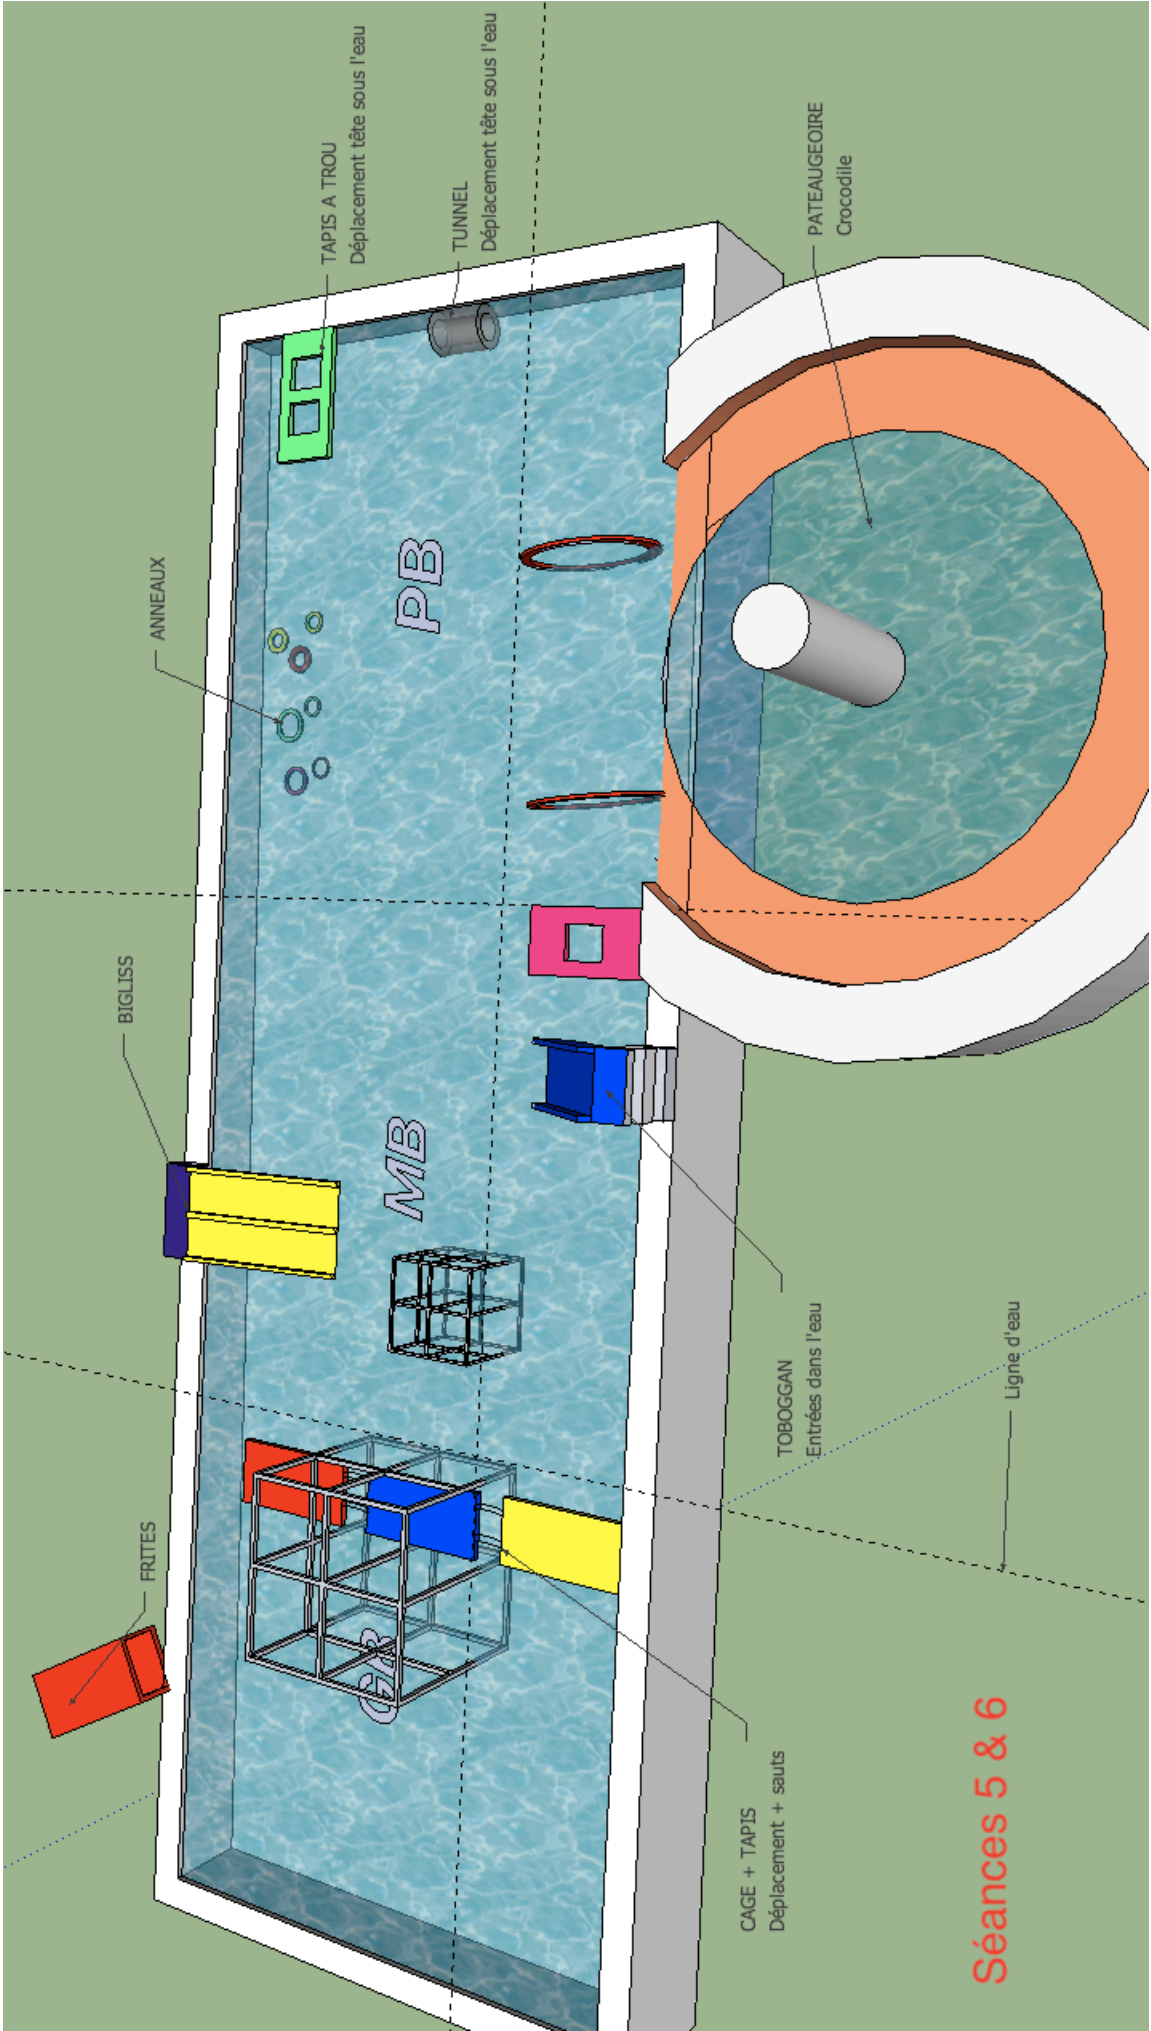 FRITES
BIGLISS
ANNEAUX
TAPIS A TROU
Déplacement tête sous l'eau
TUNNEL
Déplacement tête sous l'eau
GB
MB
PB
PATEAUGEOIRE
Crocodile
CAGE + TAPIS
Déplacement + sauts
TOBOGGAN
Entrées dans l'eau
Ligne d'eau
Séances 5 & 6